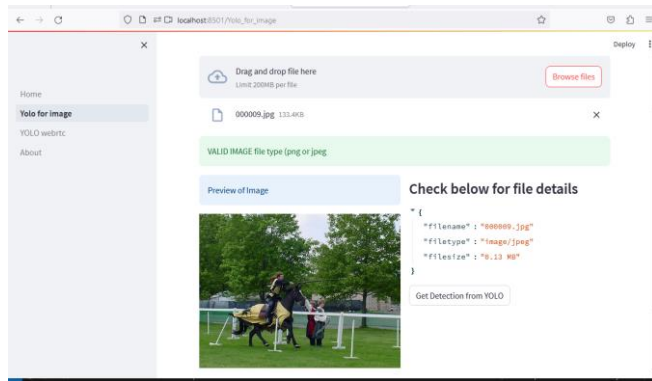 localhost:8501/Yolo_for_image
Deploy
Home
Yolo for image
YOLO webrtc
About
Drag and drop file here
Limit 200MB per file
Browse files
000009.jpg 133.4KB
VALID IMAGE file type (png or jpeg
Preview of Image
Check below for file details
{
"filename" : "000009.jpg"
"filetype" : "image/jpeg"
"filesize" : "0.13 MB"
}
Get Detection from YOLO